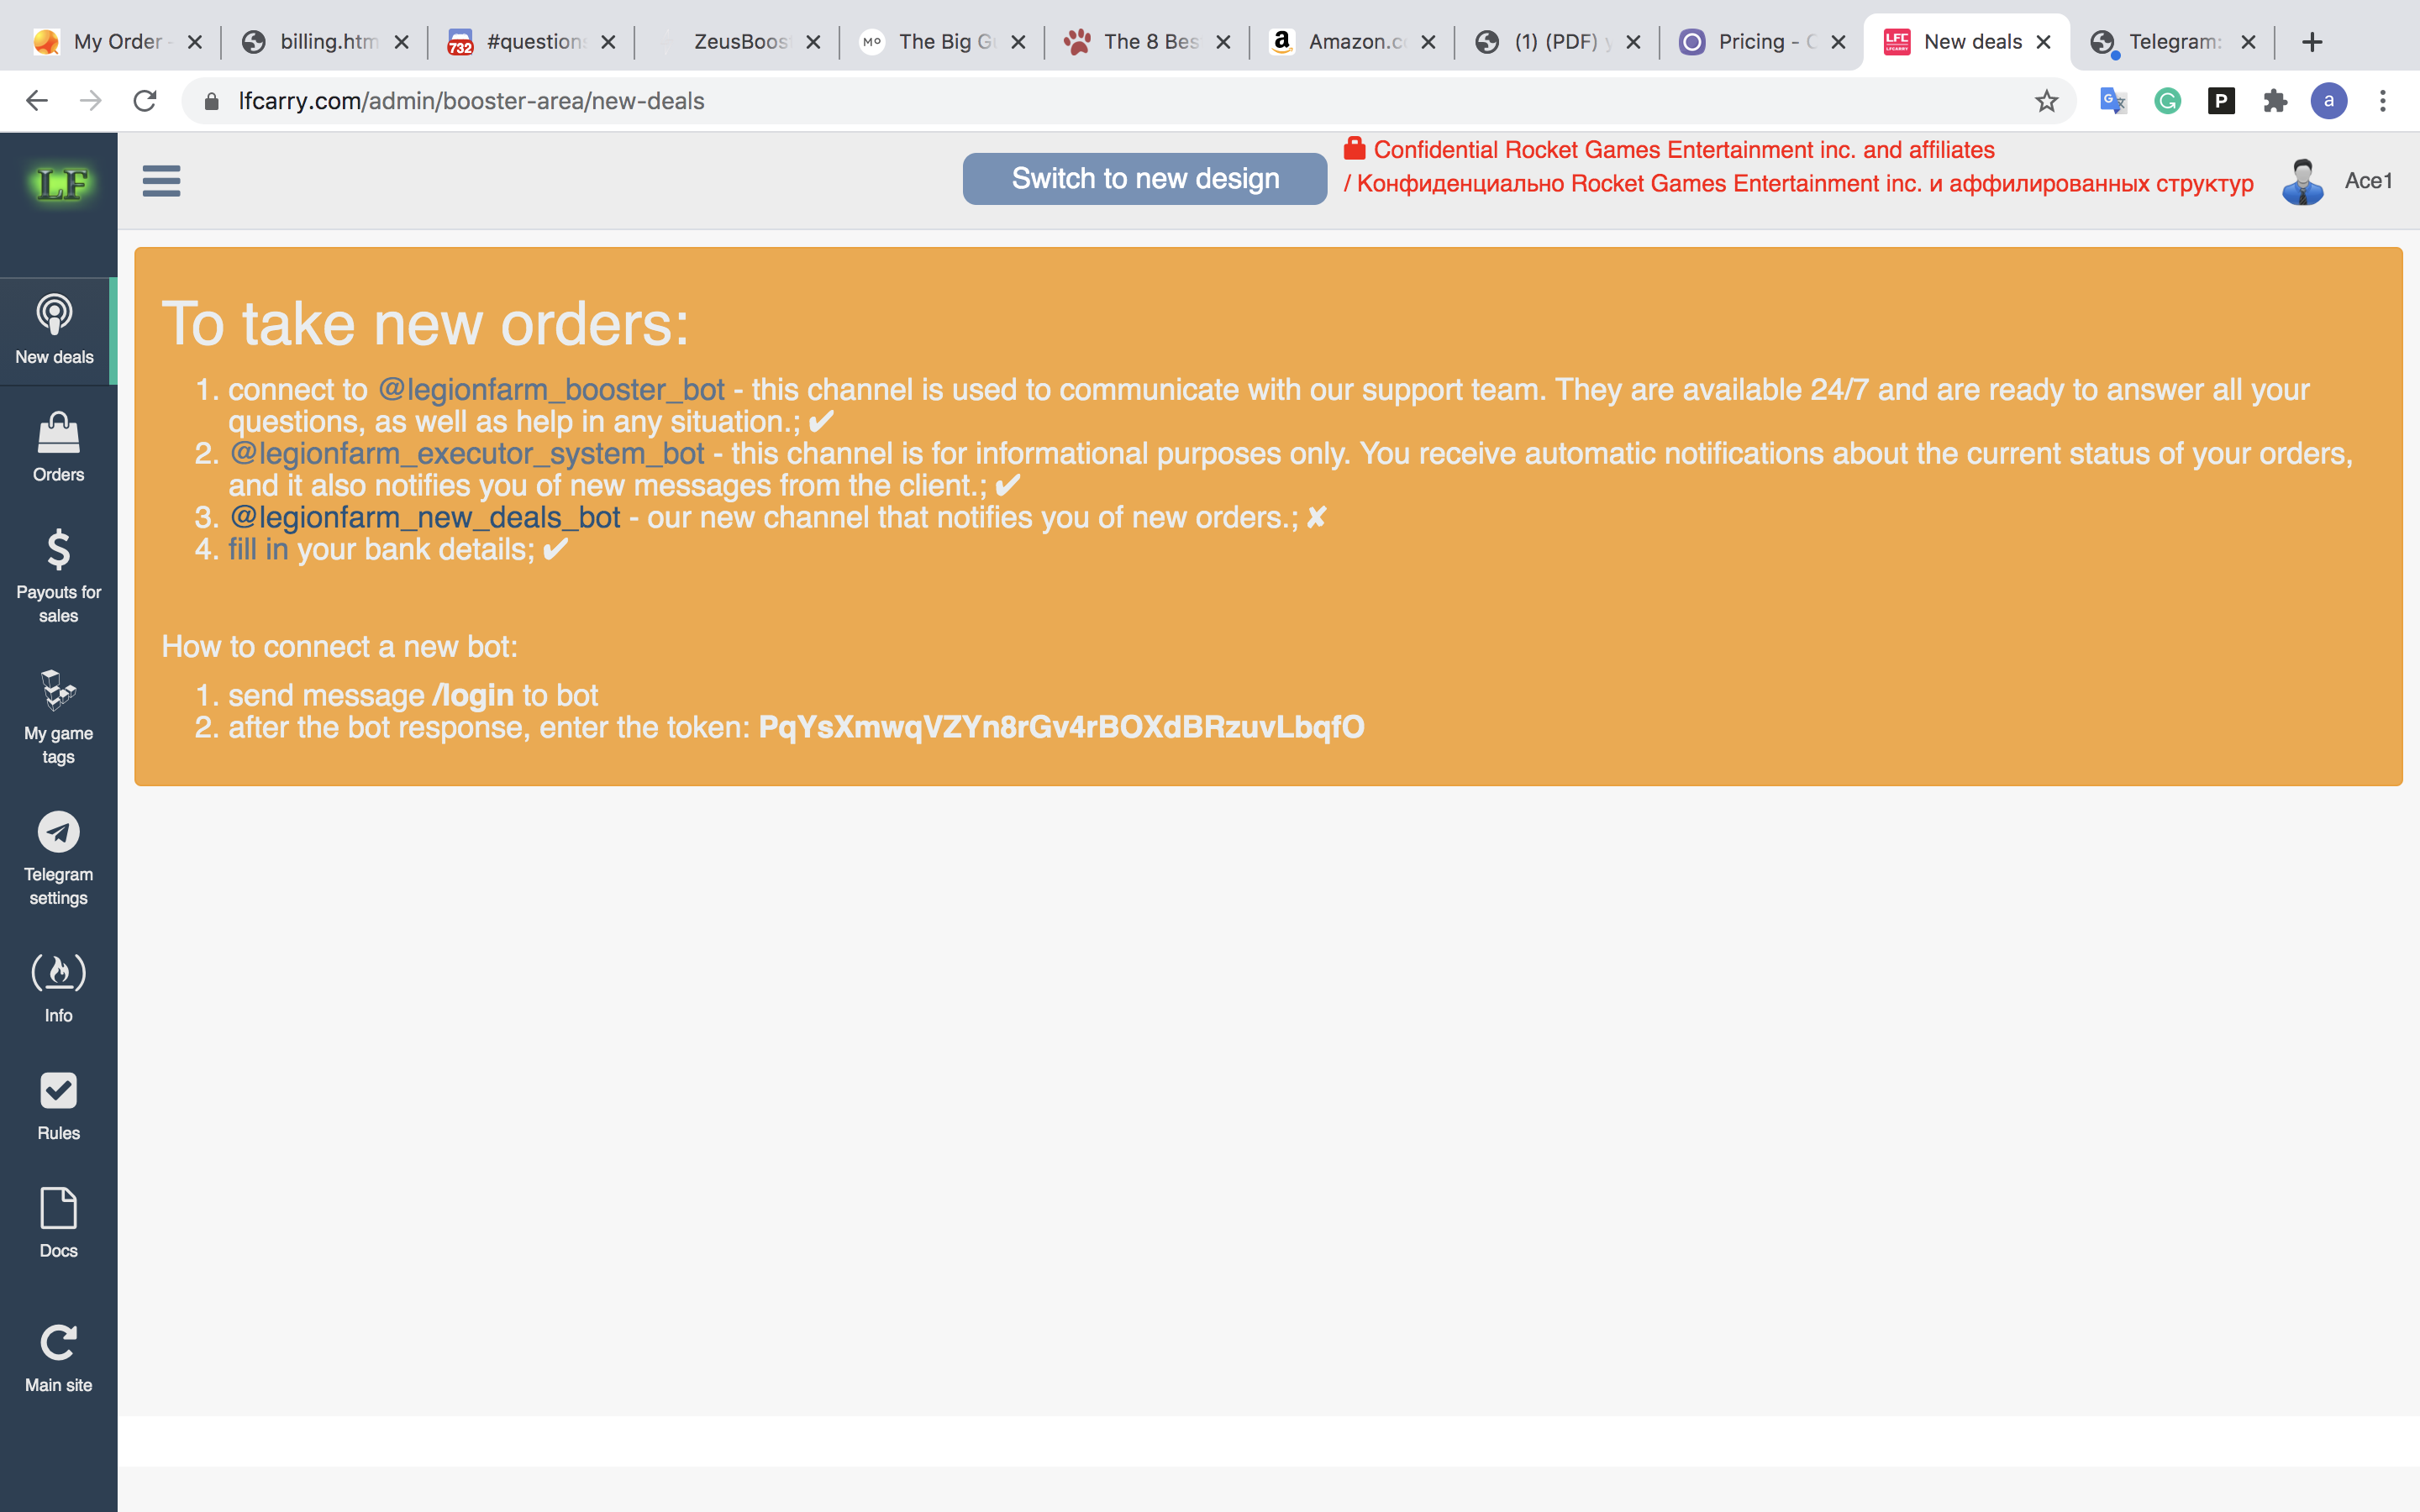 My Order -
billing.htm
732
#question
ZeusBoos
Mo
The Big G
The 8 Bes
a
Amazon.c
(1) (PDF) y
Pricing - C
LFC
LFCARRY
New deals
Telegram:
lfcarry.com/admin/booster-area/new-deals
G
P
a
LF
Switch to new design
Confidential Rocket Games Entertainment inc. and affiliates
/ Конфиденциально Rocket Games Entertainment inc. и аффилированных структур
Ace1
New deals
Orders
$
Payouts for
sales
My game
tags
Telegram
settings
Info
Rules
Docs
Main site
To take new orders:
1. connect to @legionfarm_booster_bot - this channel is used to communicate with our support team. They are available 24/7 and are ready to answer all your
questions, as well as help in any situation.; ✔
2. @legionfarm_executor_system_bot - this channel is for informational purposes only. You receive automatic notifications about the current status of your orders,
and it also notifies you of new messages from the client.; ✔
3. @legionfarm_new_deals_bot - our new channel that notifies you of new orders.; ✘
4. fill in your bank details; ✔
How to connect a new bot:
1. send message /login to bot
2. after the bot response, enter the token: PqYsXmwqVZYn8rGv4rBOXdBRzuvLbqfO